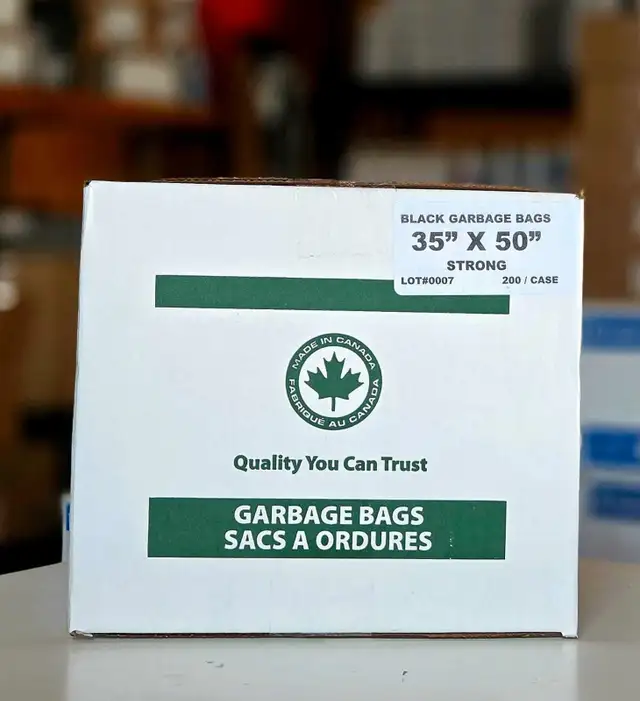 BLACK GARBAGE BAGS
35” X 50”
STRONG
LOT#0007 200 / CASE
MADE IN CANADA
FABRIQUÉ AU CANADA
Quality You Can Trust
GARBAGE BAGS
SACS A ORDURES